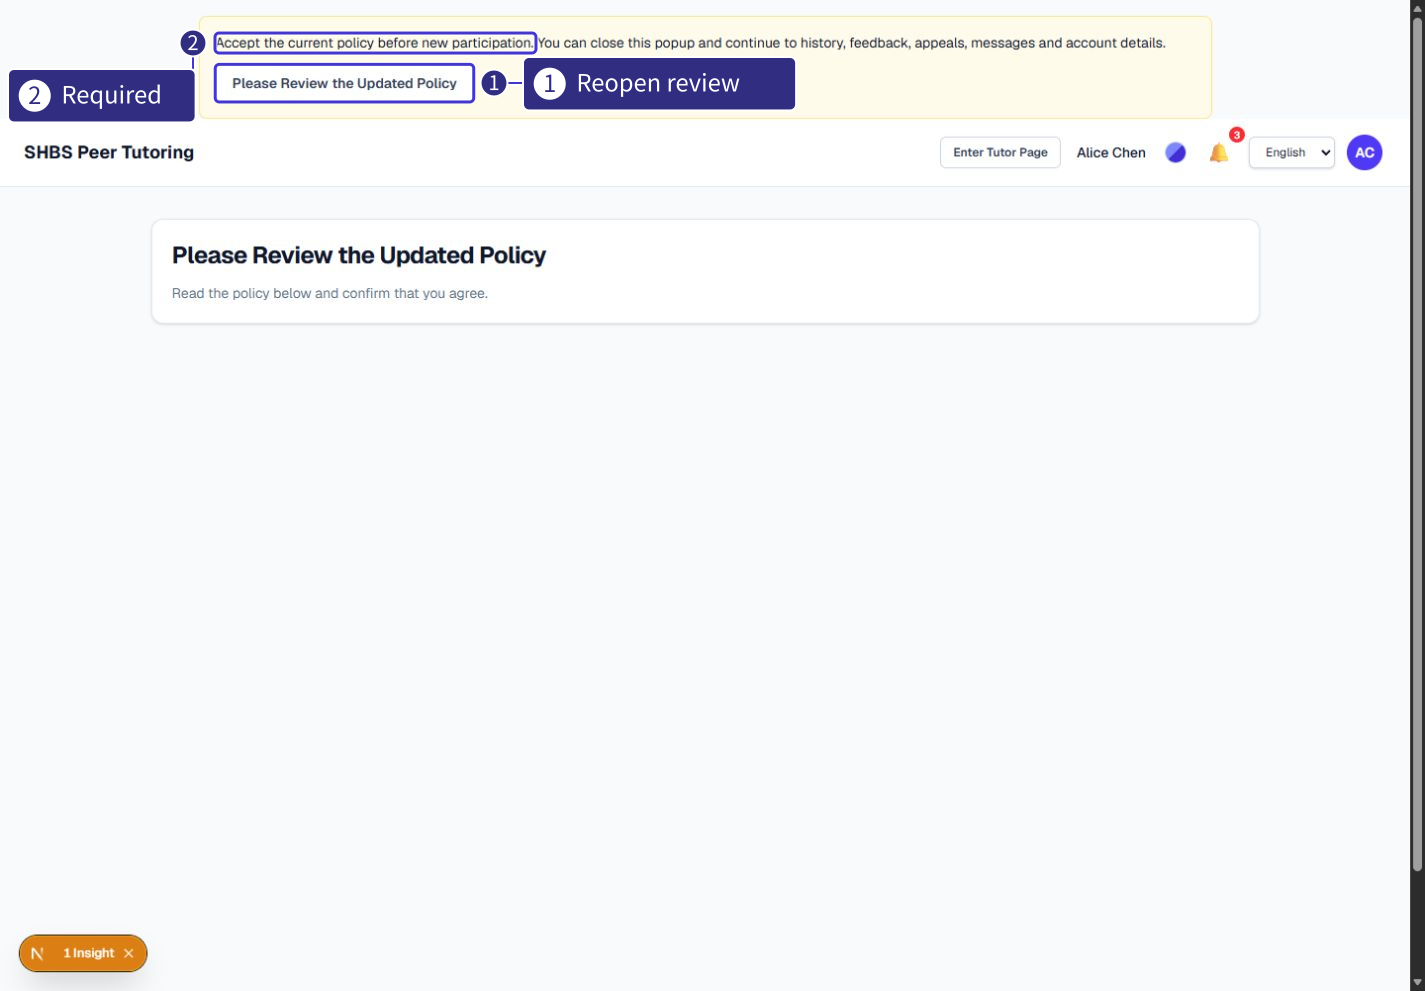 2 Accept the current policy before new participation. You can close this popup and continue to history, feedback, appeals, messages and account details.
2 Required
Please Review the Updated Policy 1 1 Reopen review
SHBS Peer Tutoring
Enter Tutor Page Alice Chen 3 English AC
Please Review the Updated Policy
Read the policy below and confirm that you agree.
N 1 Insight ×